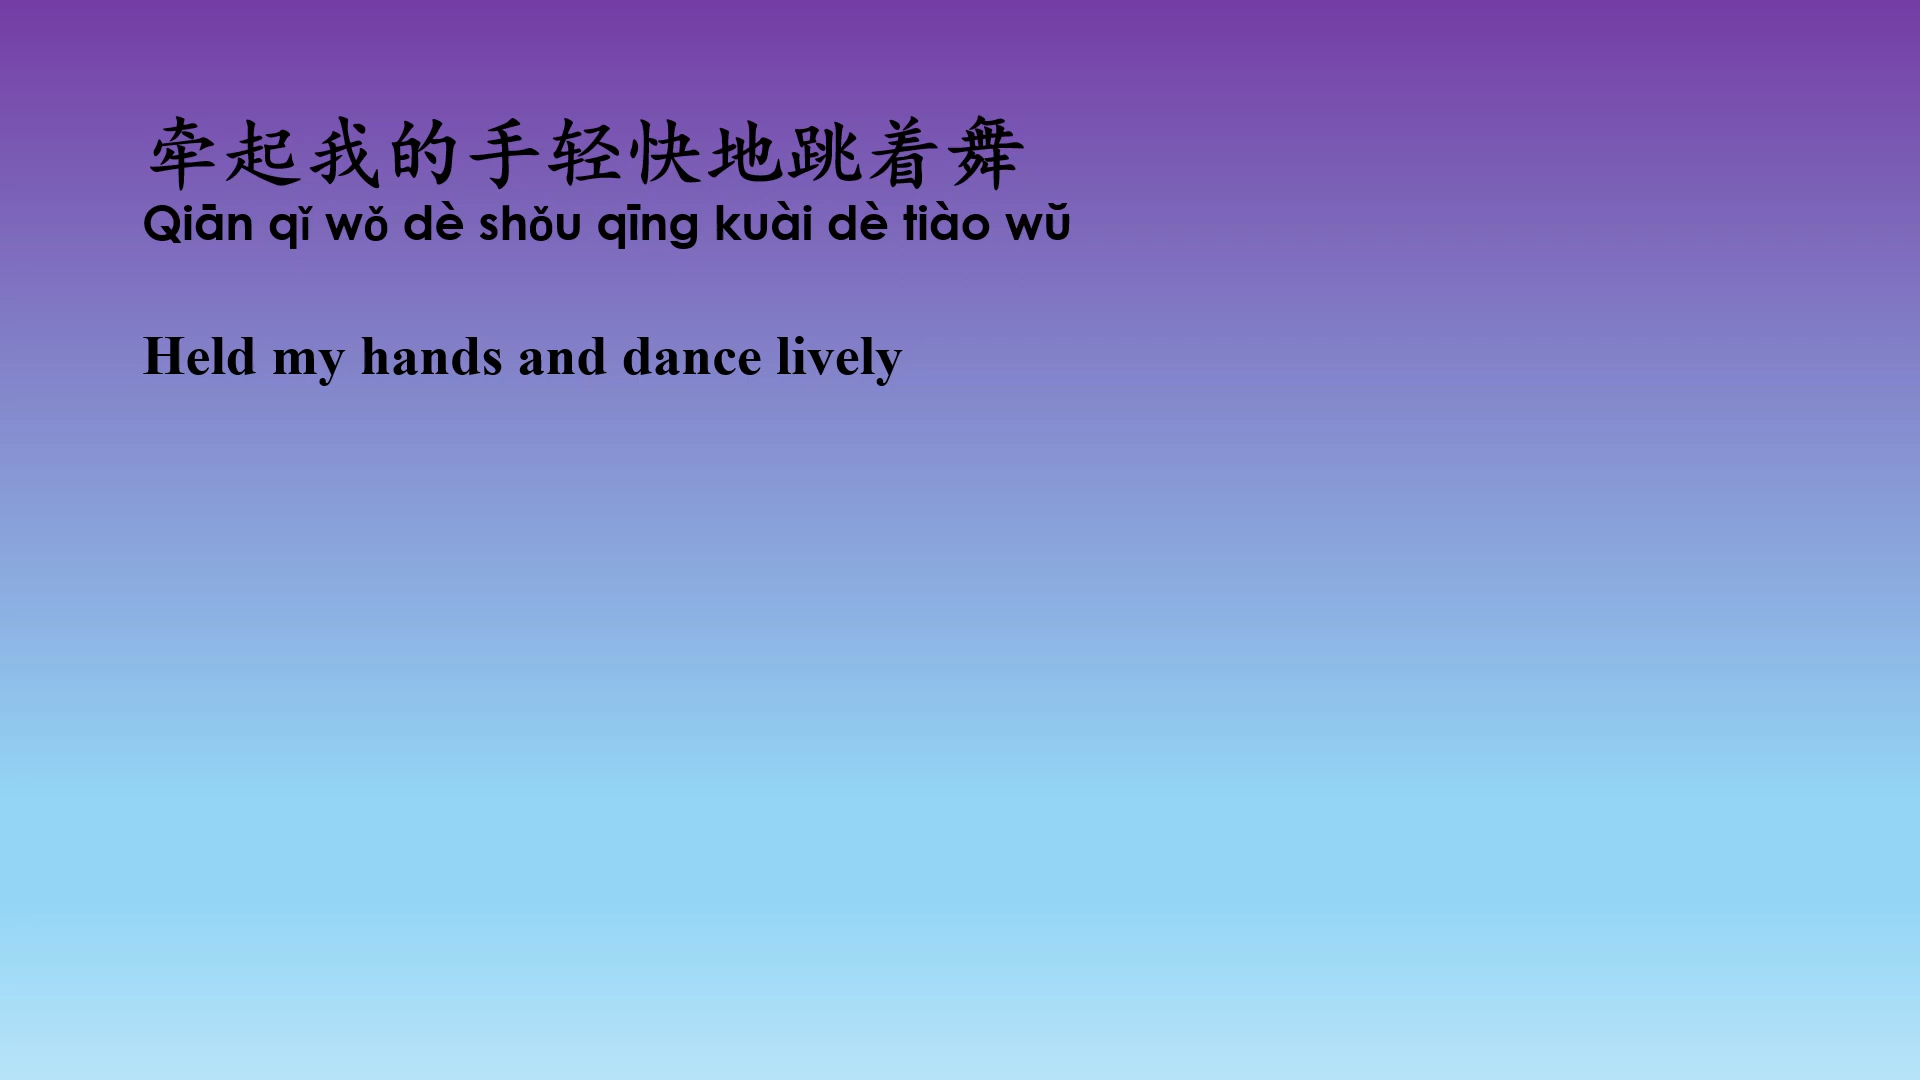 牵起我的手轻快地跳着舞
Qiān qǐ wǒ dè shǒu qīng kuài dè tiào wŭ
Held my hands and dance lively